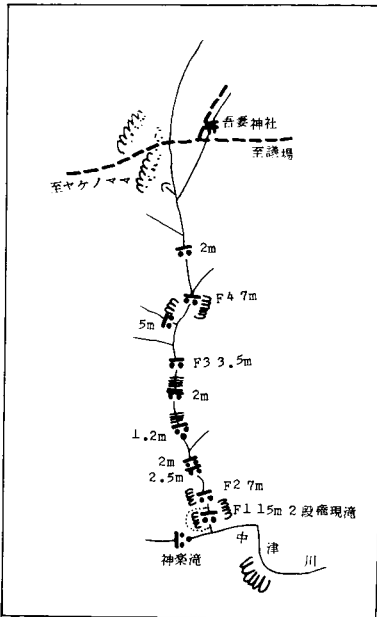 吾妻神社
至謙場
至ヤケノママ
2m
F4 7m
5m
F3 3.5m
2m
1.2m
2m
2.5m
F2 7m
F1 15m 2段権現滝
中津川
神楽滝